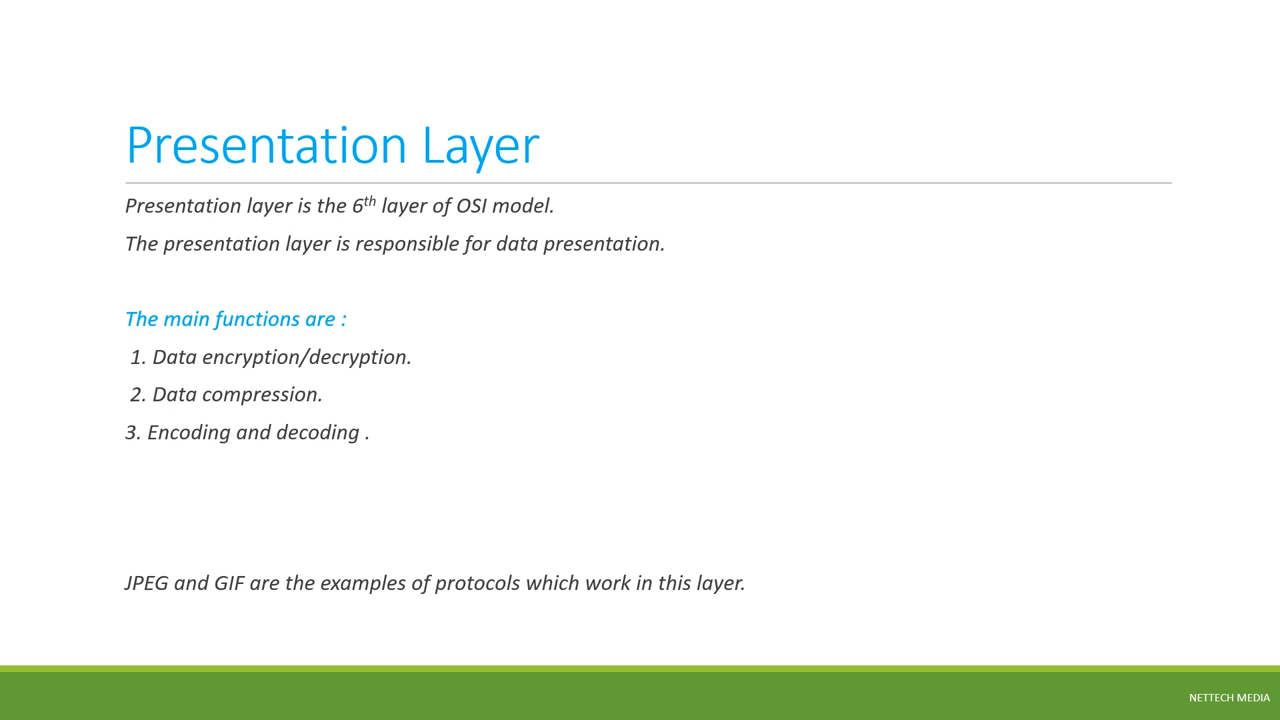 Presentation Layer
Presentation layer is the 6th layer of OSI model.
The presentation layer is responsible for data presentation.
The main functions are :
1. Data encryption/decryption.
2. Data compression.
3. Encoding and decoding .
JPEG and GIF are the examples of protocols which work in this layer.
NETTECH MEDIA